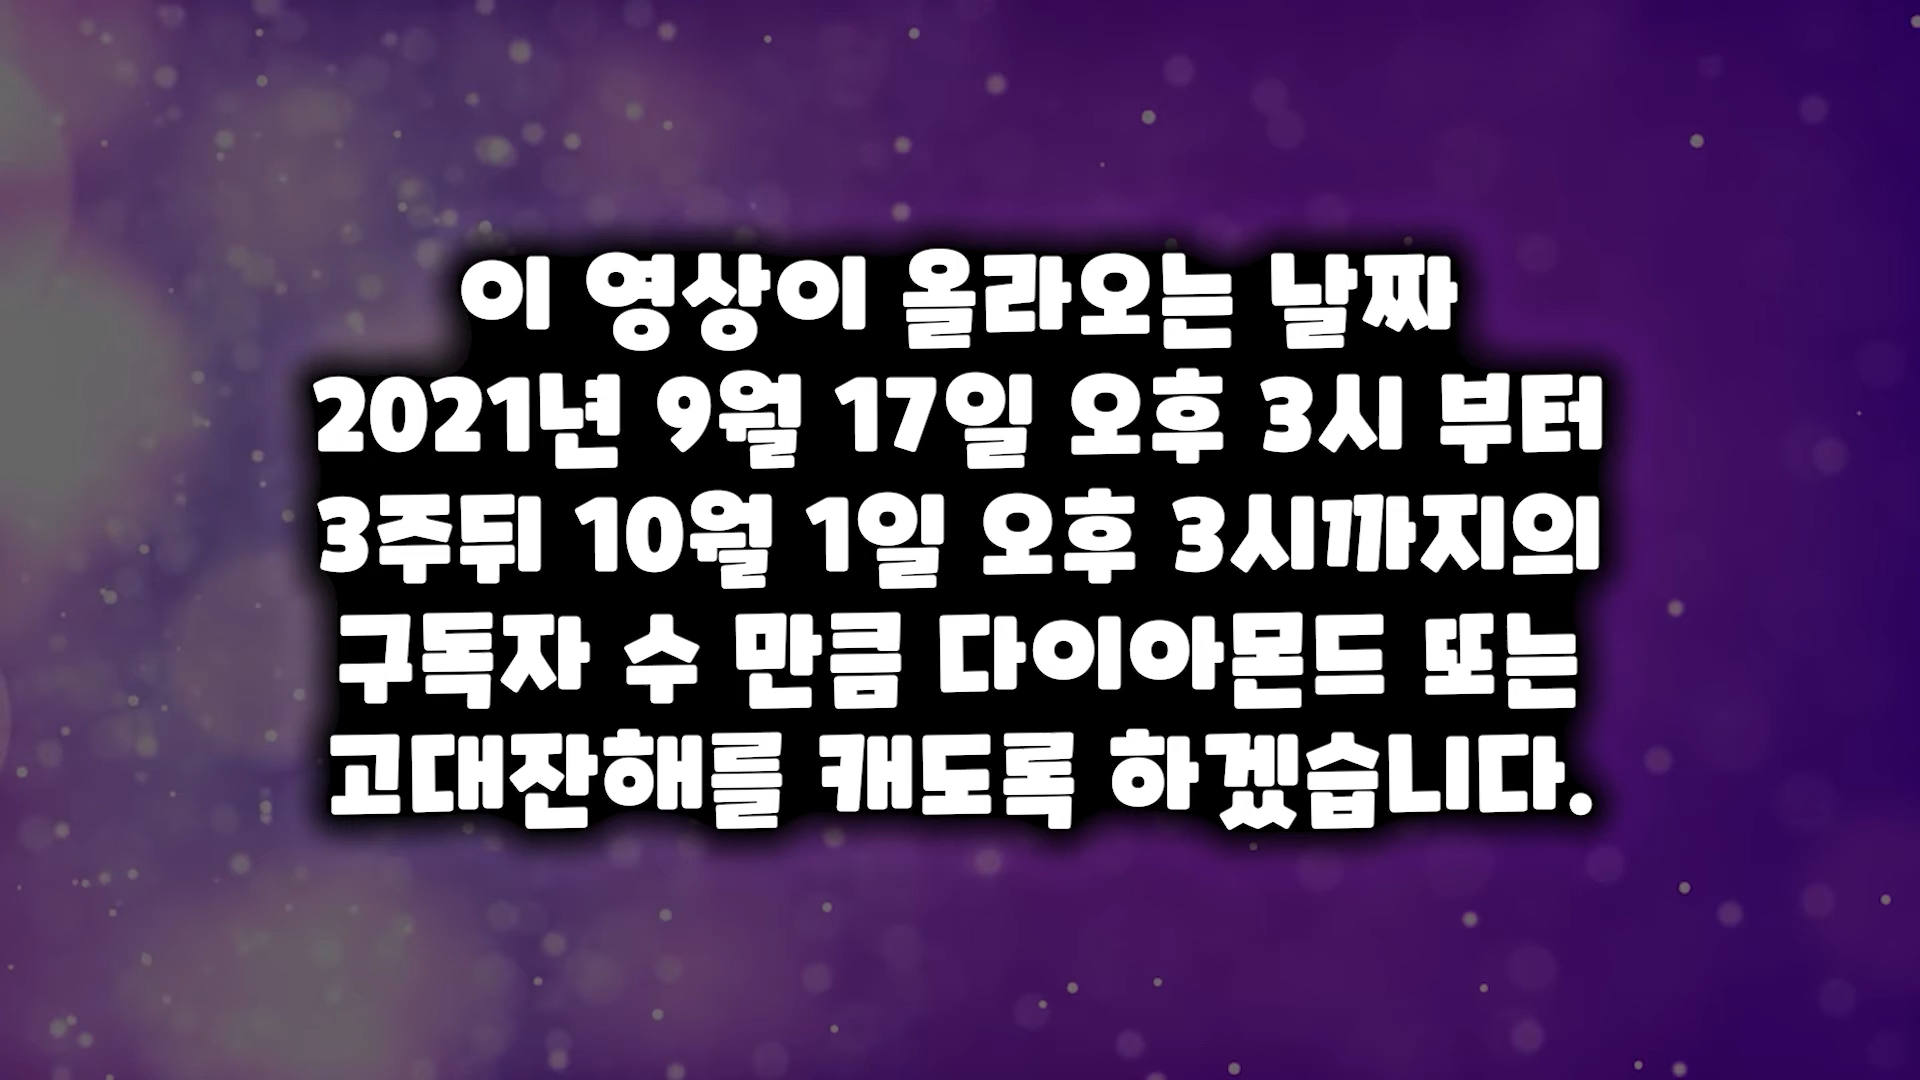 이 영상이 올라오는 날짜
2021년 9월 17일 오후 3시 부터
3주뒤 10월 1일 오후 3시까지의
구독자 수 만큼 다이아몬드 또는
고대잔해를 캐도록 하겠습니다.